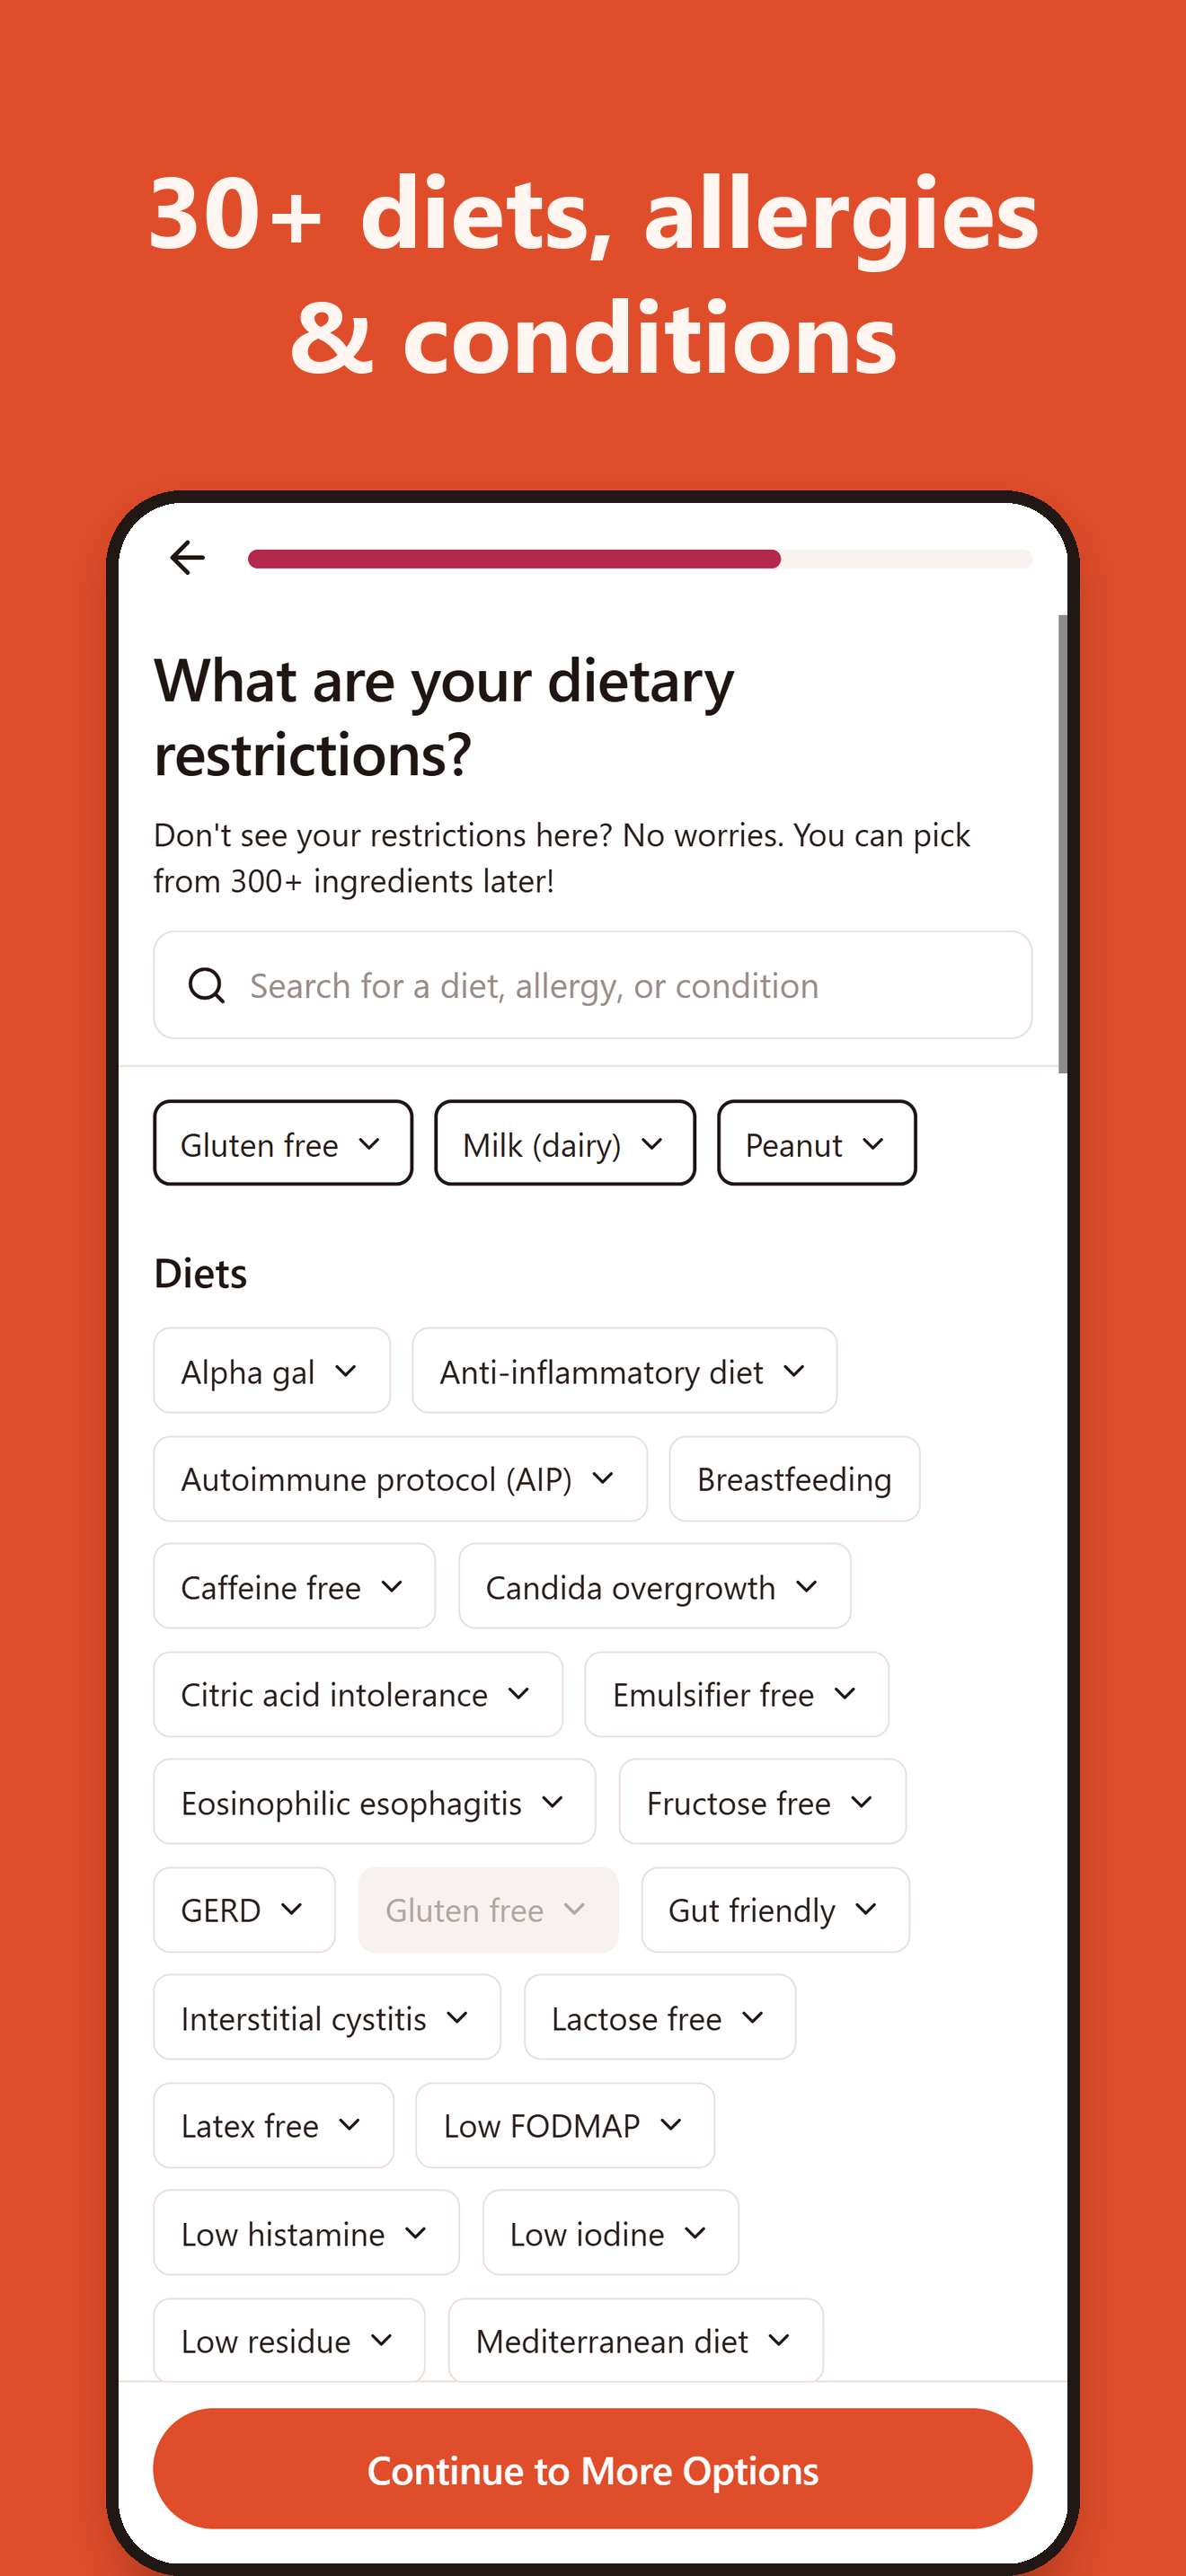 30+ diets, allergies
& conditions
What are your dietary
restrictions?
Don't see your restrictions here? No worries. You can pick
from 300+ ingredients later!
Search for a diet, allergy, or condition
Gluten free Milk (dairy) Peanut
Diets
Alpha gal Anti-inflammatory diet
Autoimmune protocol (AIP) Breastfeeding
Caffeine free Candida overgrowth
Citric acid intolerance Emulsifier free
Eosinophilic esophagitis Fructose free
GERD Gluten free Gut friendly
Interstitial cystitis Lactose free
Latex free Low FODMAP
Low histamine Low iodine
Low residue Mediterranean diet
Continue to More Options